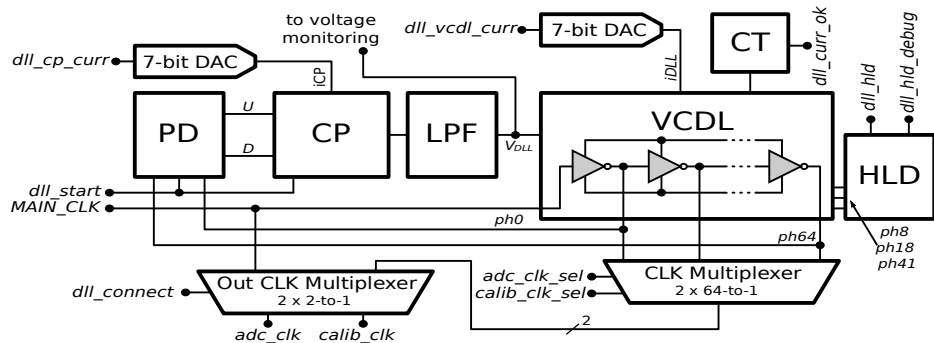 to voltage
monitoring
dll_vcdl_curr
7-bit DAC
CT
dll_curr_ok
dll_cp_curr
7-bit DAC
iCP
iDLL
dll_hld
dll_hld_debug
PD
U
D
CP
LPF
VDLL
VCDL
HLD
dll_start
MAIN_CLK
ph0
ph64
ph8
ph18
ph41
dll_connect
Out CLK Multiplexer
2 x 2-to-1
adc_clk_sel
calib_clk_sel
CLK Multiplexer
2 x 64-to-1
2
adc_clk
calib_clk